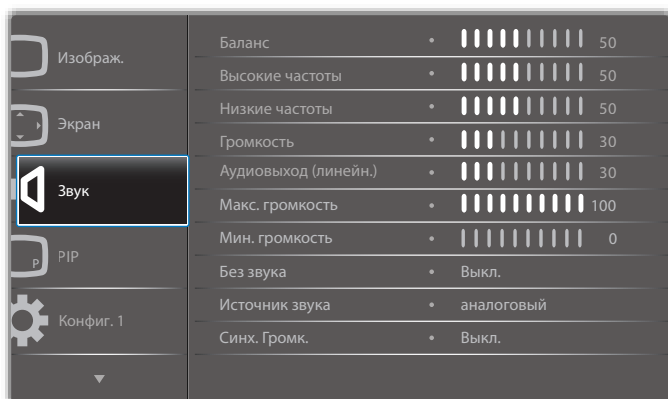 Изображ.
Экран
Звук
P
PIP
Конфиг. 1
Баланс • 50
Высокие частоты • 50
Низкие частоты • 50
Громкость • 30
Аудиовыход (линейн.) • 30
Макс. громкость • 100
Мин. громкость • 0
Без звука • Выкл.
Источник звука • аналоговый
Синх. Громк. • Выкл.